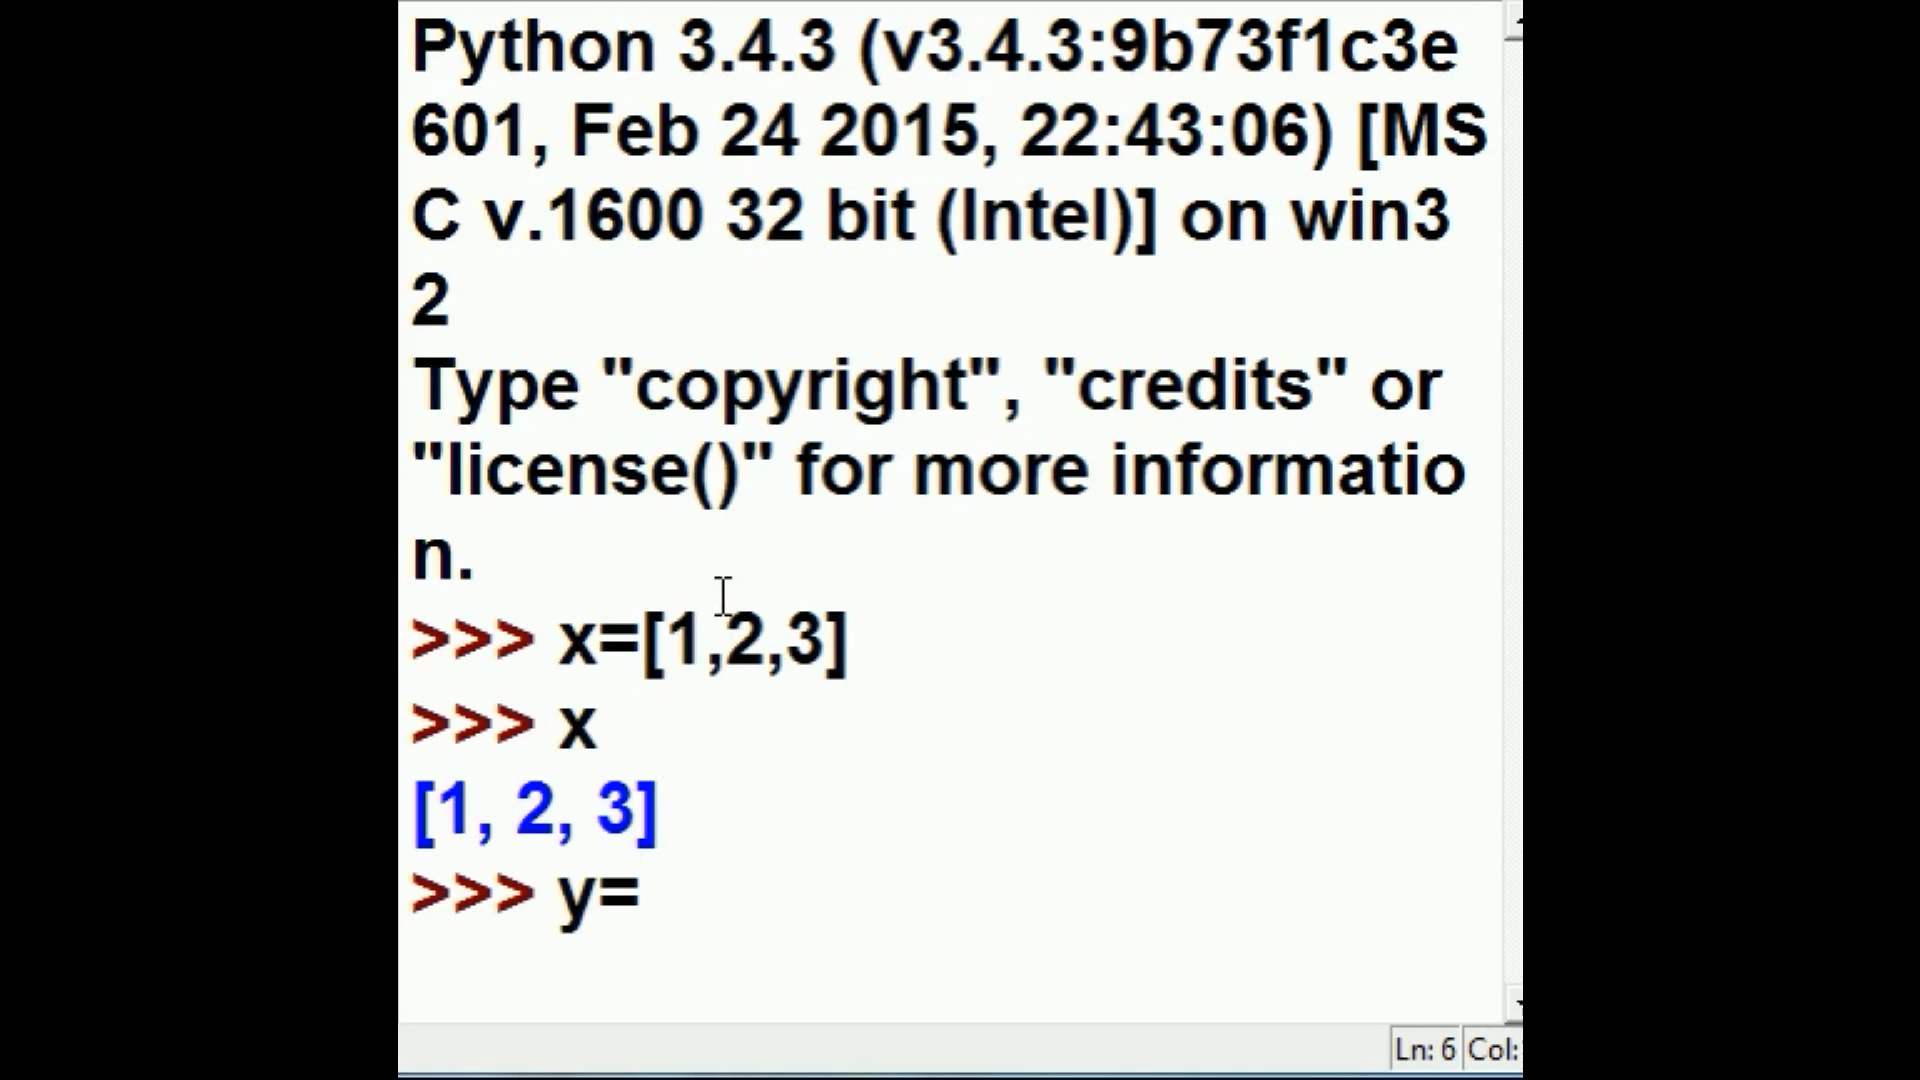 Python 3.4.3 (v3.4.3:9b73f1c3e
601, Feb 24 2015, 22:43:06) [MS
C v.1600 32 bit (Intel)] on win3
2
Type "copyright", "credits" or
"license()" for more informatio
n.
>>> x=[1,2,3]
>>> x
[1, 2, 3]
>>> y=
Ln: 6 Col: